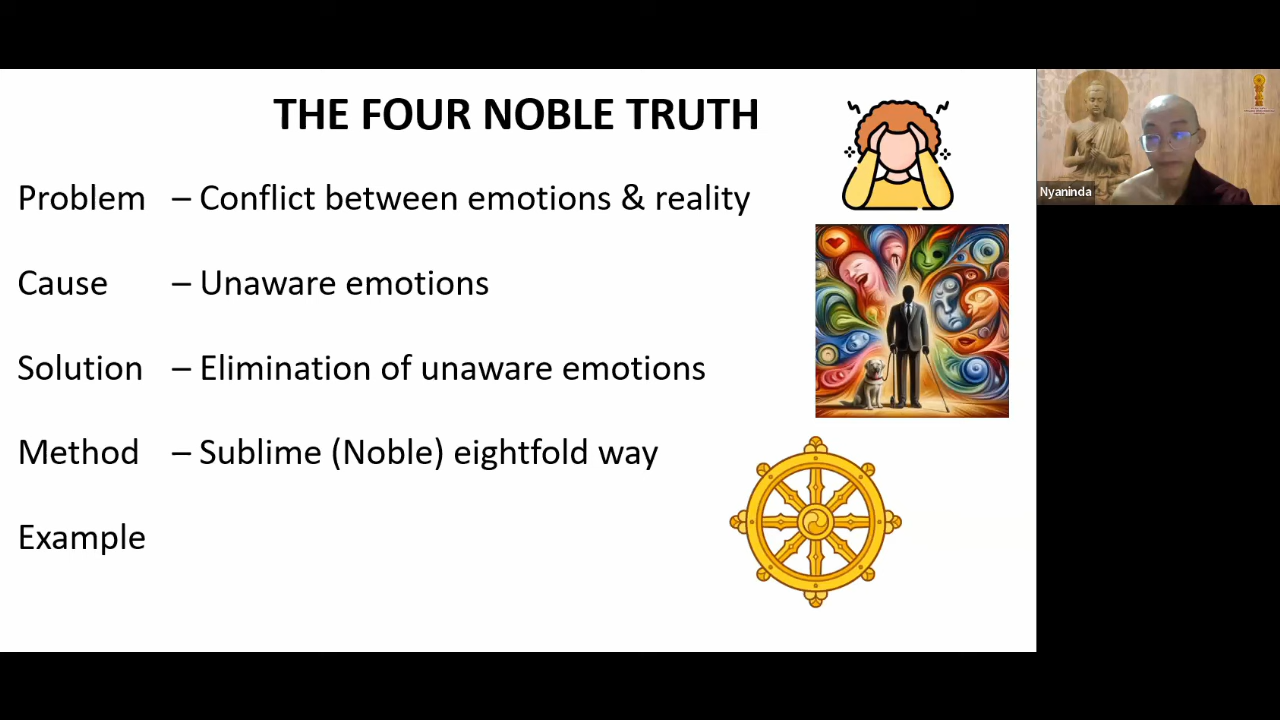 THE FOUR NOBLE TRUTH
Problem – Conflict between emotions & reality
Cause – Unaware emotions
Solution – Elimination of unaware emotions
Method – Sublime (Noble) eightfold way
Example
Nyaninda